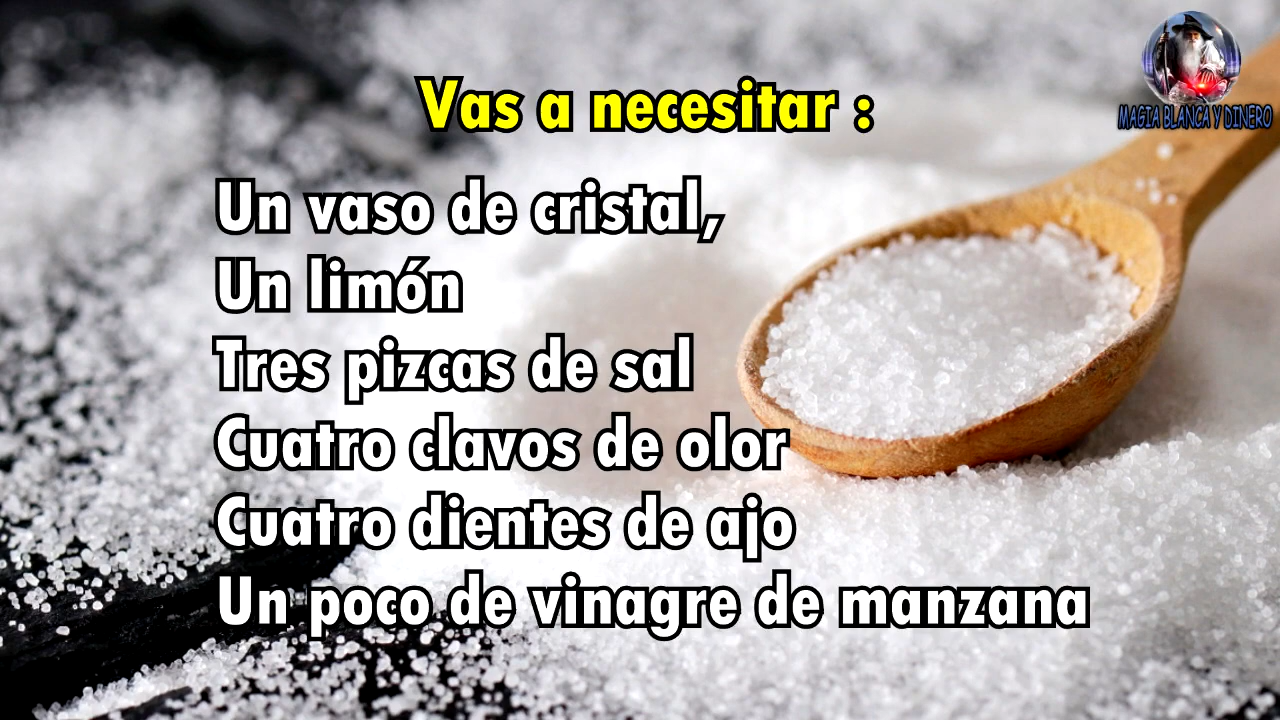 Vas a necesitar :
MAGIA BLANCA Y DINERO
Un vaso de cristal,
Un limón
Tres pizcas de sal
Cuatro clavos de olor
Cuatro dientes de ajo
Un poco de vinagre de manzana